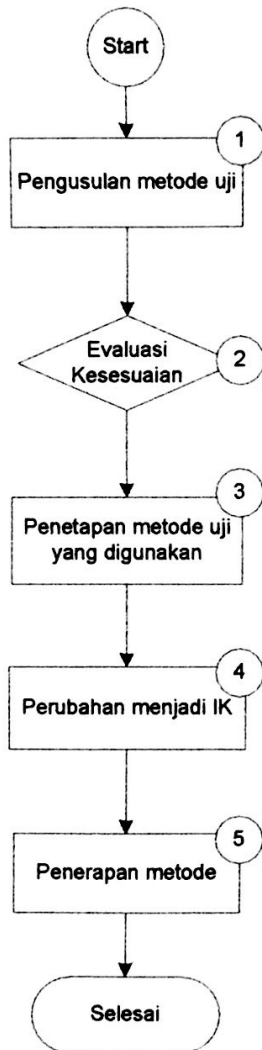 Start
1
Pengusulan metode uji
Evaluasi
Kesesuaian
2
3
Penetapan metode uji
yang digunakan
4
Perubahan menjadi IK
5
Penerapan metode
Selesai